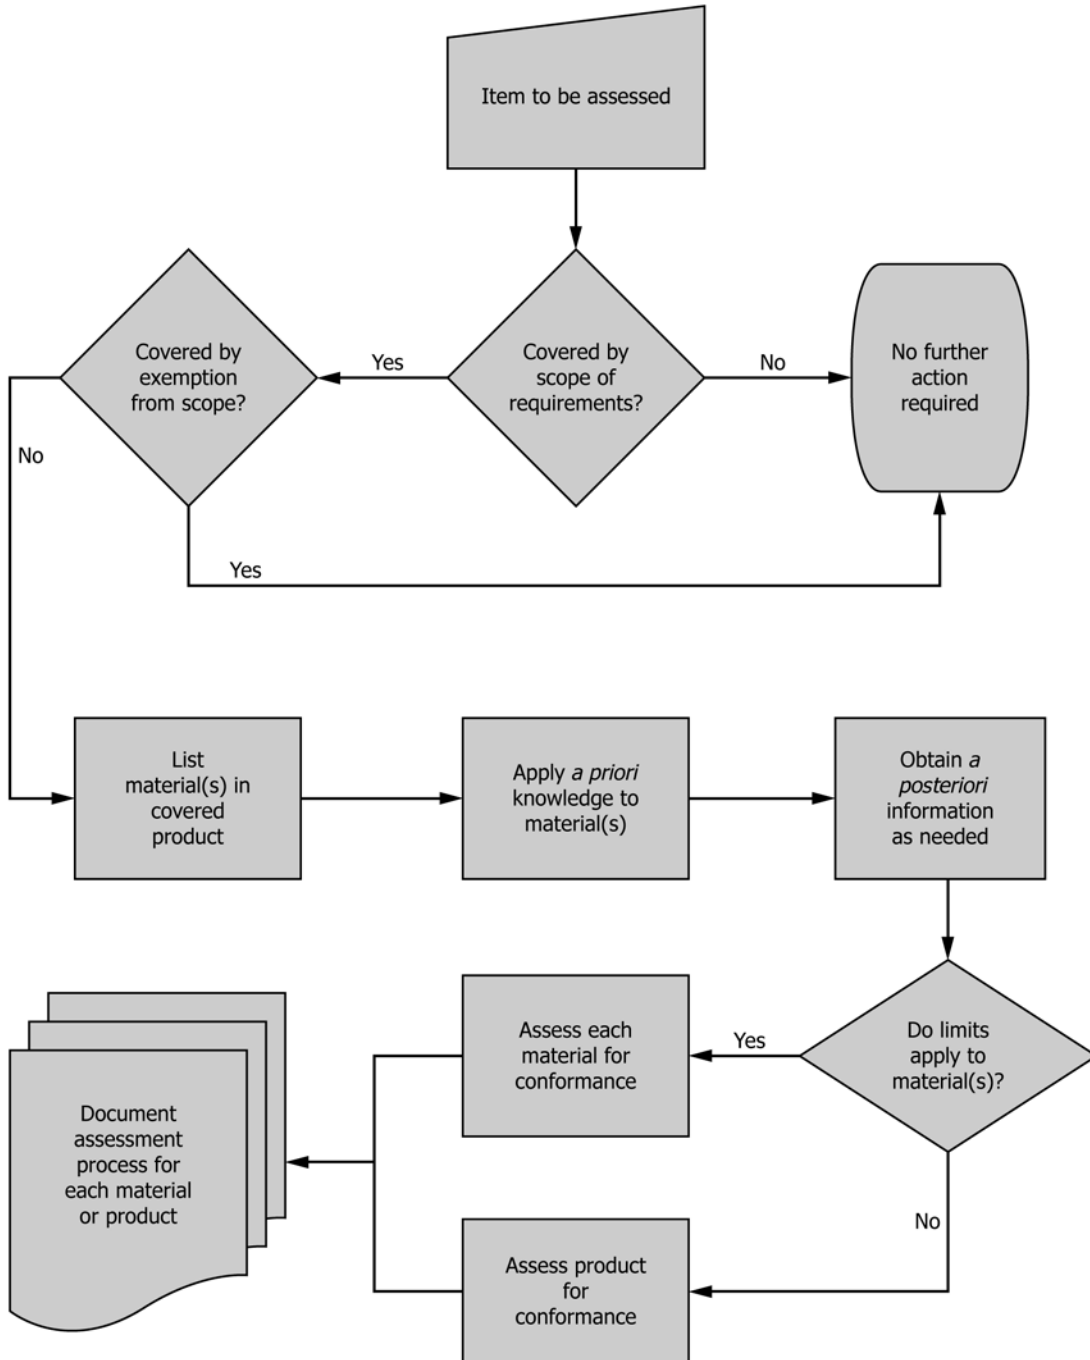 Item to be assessed
Covered by
exemption
from scope?
Yes
Covered by
scope of
requirements?
No
No further
action
required
No
Yes
List
material(s) in
covered
product
Apply a priori
knowledge to
material(s)
Obtain a
posteriori
information
as needed
Do limits
apply to
material(s)?
Yes
Assess each
material for
conformance
Document
assessment
process for
each material
or product
No
Assess product
for
conformance